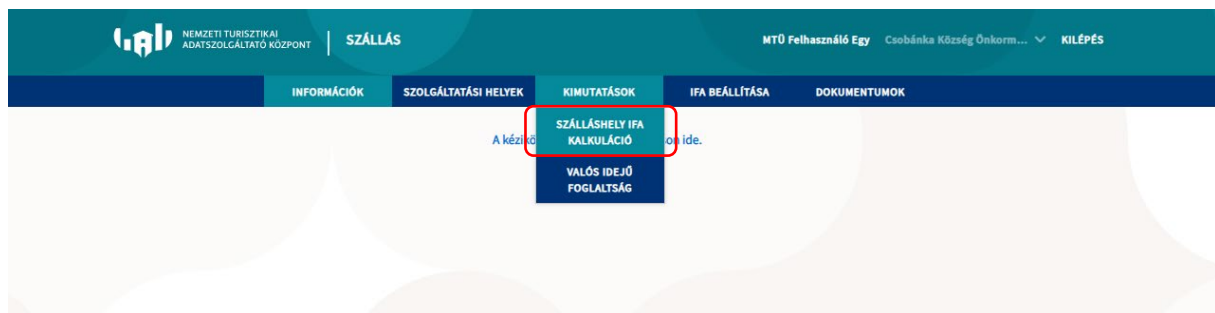 NEMZETI TURISZTIKAI
ADATSZOLGÁLTATÓ KÖZPONT
SZÁLLÁS
MTÜ Felhasználó Egy Csobánka Község Önkorm... KILÉPÉS
INFORMÁCIÓK SZOLGÁLTATÁSI HELYEK KIMUTATÁSOK IFA BEÁLLÍTÁSA DOKUMENTUMOK
SZÁLLÁSHELY IFA
KALKULÁCIÓ
A kézikö on ide.
VALÓS IDEJŰ
FOGLALTSÁG